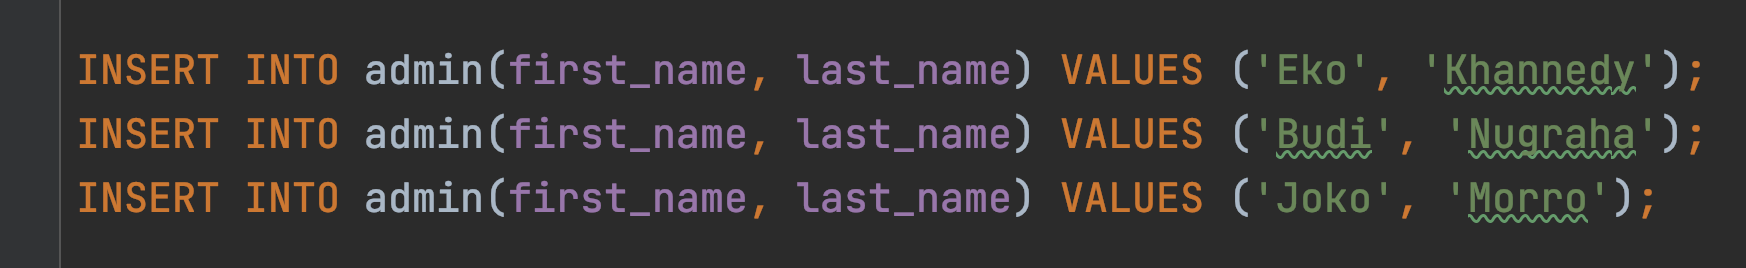 INSERT INTO admin(first_name, last_name) VALUES ('Eko', 'Khannedy');
INSERT INTO admin(first_name, last_name) VALUES ('Budi', 'Nugraha');
INSERT INTO admin(first_name, last_name) VALUES ('Joko', 'Morro');